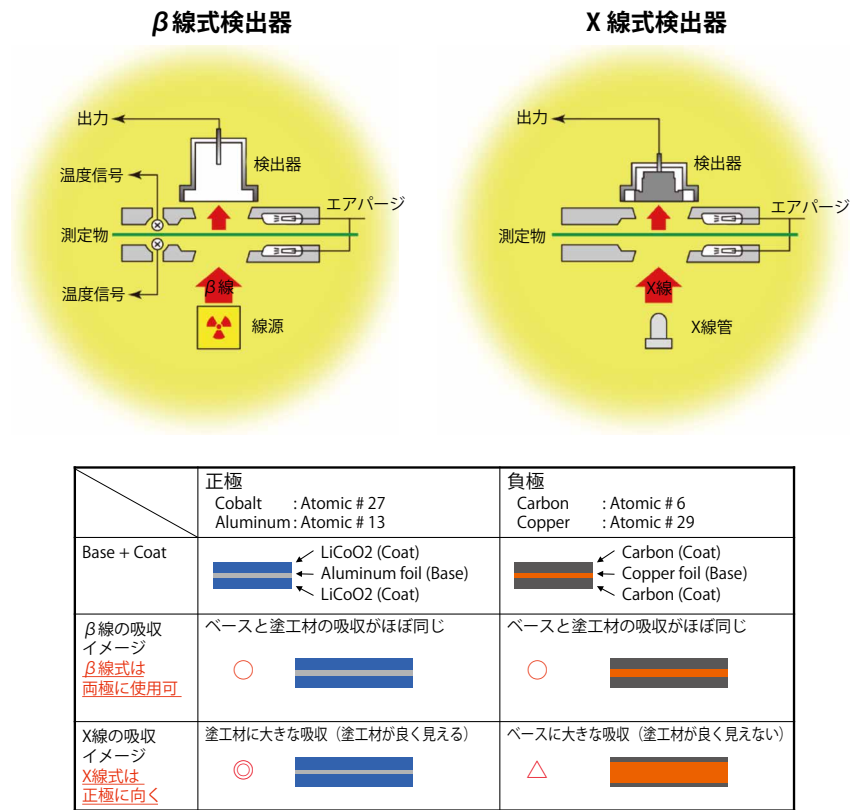 β線式検出器
X 線式検出器
出力
検出器
温度信号
エアパージ
測定物
温度信号
β線
線源
出力
検出器
エアパージ
測定物
X線
X線管
正極
Cobalt : Atomic # 27
Aluminum : Atomic # 13
負極
Carbon : Atomic # 6
Copper : Atomic # 29
Base + Coat
LiCoO2 (Coat)
Aluminum foil (Base)
LiCoO2 (Coat)
Carbon (Coat)
Copper foil (Base)
Carbon (Coat)
β線の吸収
イメージ
β線式は
両極に使用可
ベースと塗工材の吸収がほぼ同じ
○
ベースと塗工材の吸収がほぼ同じ
○
X線の吸収
イメージ
X線式は
正極に向く
塗工材に大きな吸収（塗工材が良く見える）
◎
ベースに大きな吸収（塗工材が良く見えない）
△